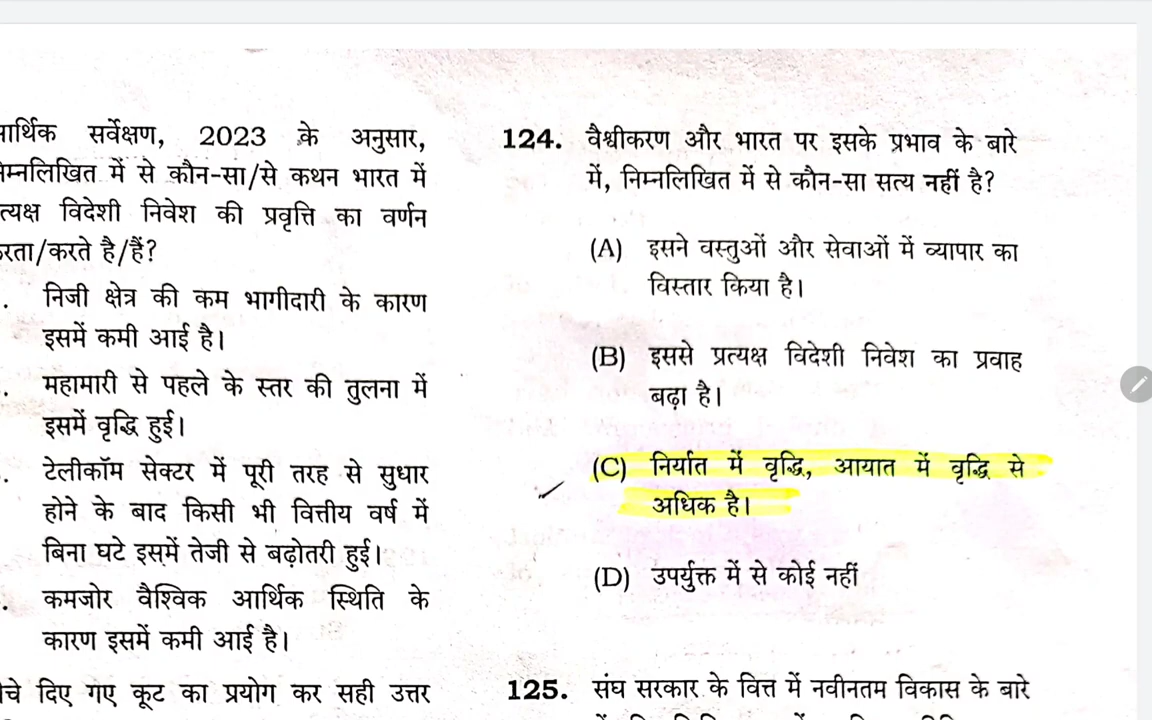 आर्थिक सर्वेक्षण, 2023 के अनुसार,
निम्नलिखित में से कौन-सा/से कथन भारत में
प्रत्यक्ष विदेशी निवेश की प्रवृत्ति का वर्णन
करता/करते है/हैं?
. निजी क्षेत्र की कम भागीदारी के कारण
इसमें कमी आई है।
. महामारी से पहले के स्तर की तुलना में
इसमें वृद्धि हुई।
. टेलीकॉम सेक्टर में पूरी तरह से सुधार
होने के बाद किसी भी वित्तीय वर्ष में
बिना घटे इसमें तेजी से बढ़ोतरी हुई।
. कमजोर वैश्विक आर्थिक स्थिति के
कारण इसमें कमी आई है।
दिए गए कूट का प्रयोग कर सही उत्तर
124. वैश्वीकरण और भारत पर इसके प्रभाव के बारे
में, निम्नलिखित में से कौन-सा सत्य नहीं है?
(A) इसने वस्तुओं और सेवाओं में व्यापार का
विस्तार किया है।
(B) इससे प्रत्यक्ष विदेशी निवेश का प्रवाह
बढ़ा है।
(C) निर्यात में वृद्धि, आयात में वृद्धि से
अधिक है।
(D) उपर्युक्त में से कोई नहीं
125. संघ सरकार के वित्त में नवीनतम विकास के बारे